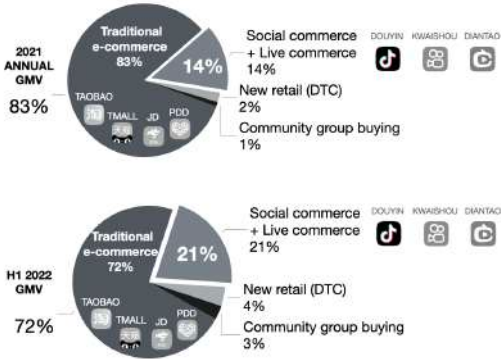 2021
ANNUAL
GMV
83%
Traditional
e-commerce
83%
TAOBAO
TMALL
JD
PDD
14%
Social commerce
+ Live commerce
14%
DOUYIN
KWAISHOU
DIANTAO
New retail (DTC)
2%
Community group buying
1%
H1 2022
GMV
72%
Traditional
e-commerce
72%
TAOBAO
TMALL
JD
PDD
21%
Social commerce
+ Live commerce
21%
DOUYIN
KWAISHOU
DIANTAO
New retail (DTC)
4%
Community group buying
3%